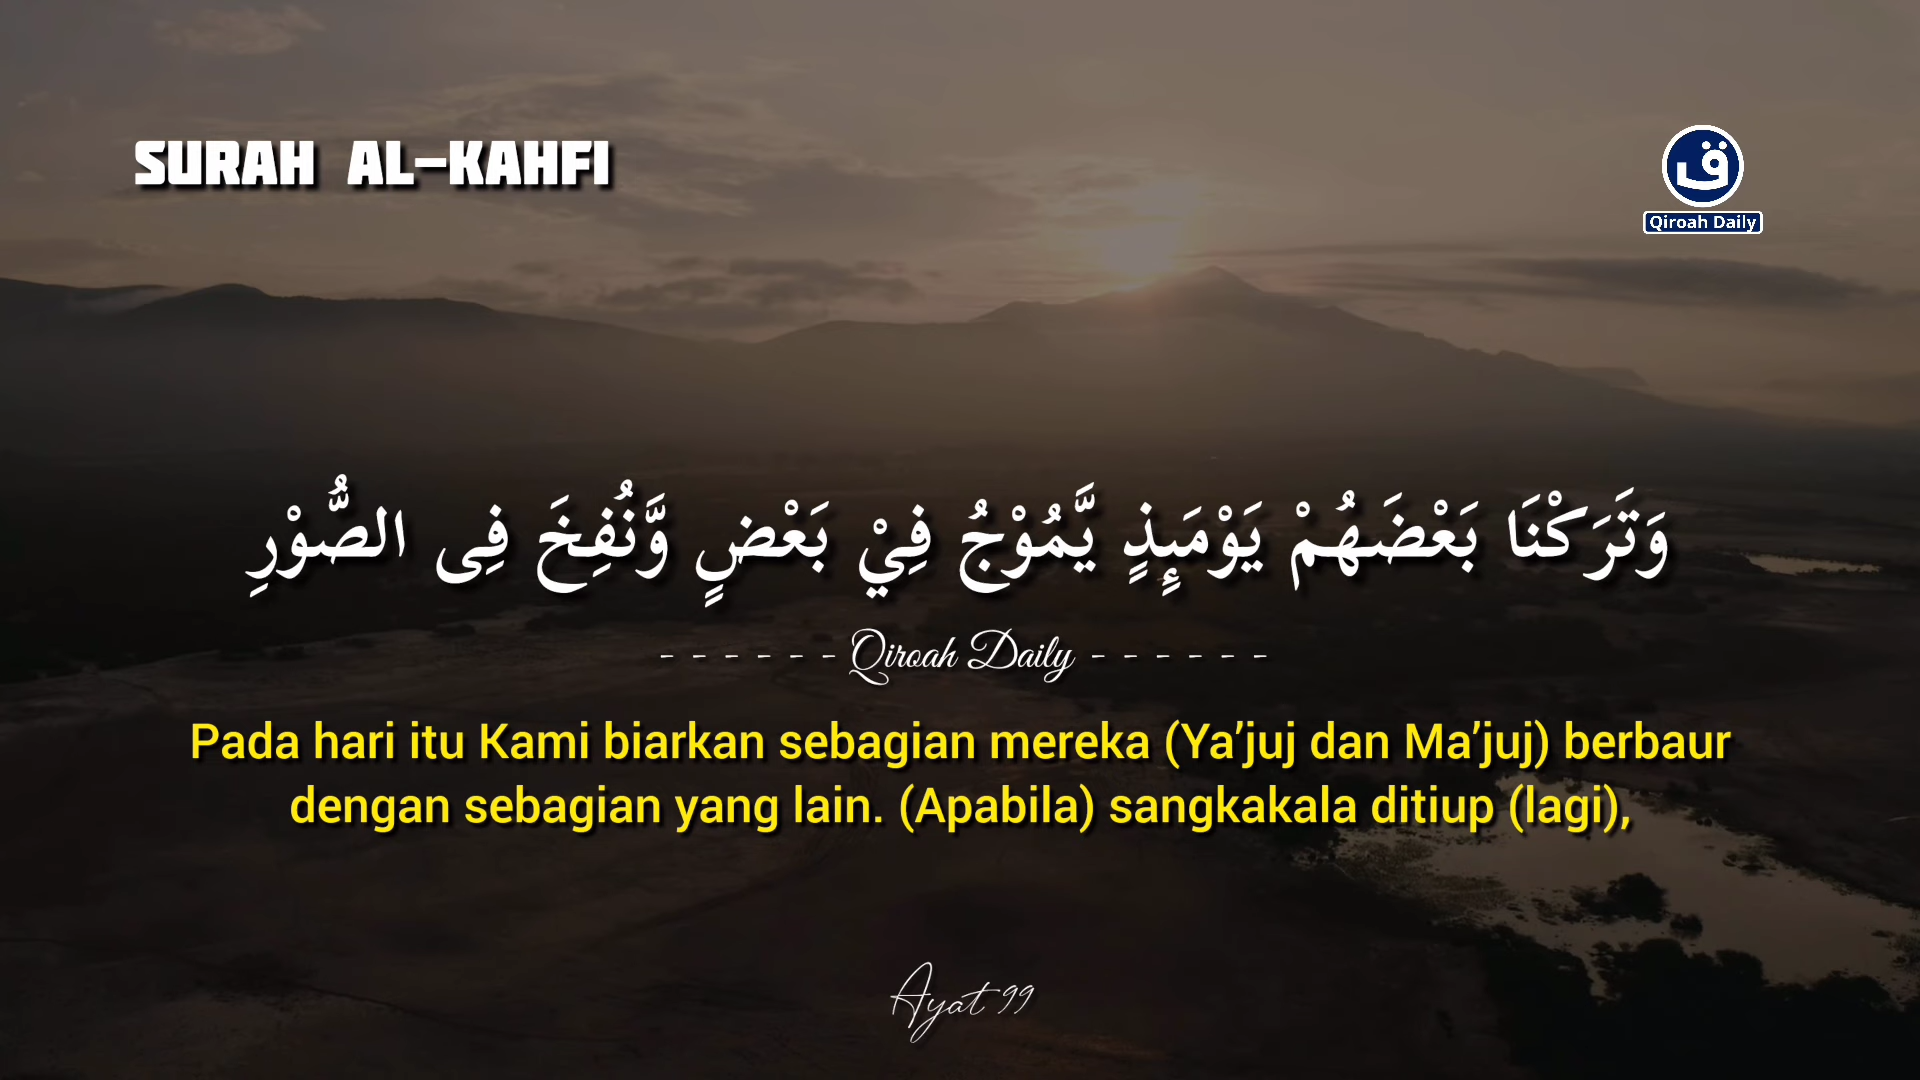 SURAH AL-KAHFI
ق
Qiroah Daily
وَتَرَكْنَا بَعْضَهُمْ يَوْمَىِٕذٍ يَّمُوْجُ فِيْ بَعْضٍ وَّنُفِخَ فِى الصُّوْرِ
- - - - - - Qiroah Daily - - - - - -
Pada hari itu Kami biarkan sebagian mereka (Ya’juj dan Ma’juj) berbaur
dengan sebagian yang lain. (Apabila) sangkakala ditiup (lagi),
Ayat 99